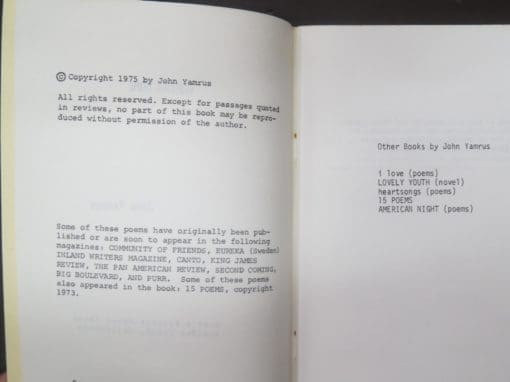 © Copyright 1975 by John Yamrus
All rights reserved. Except for passages quoted
in reviews, no part of this book may be repro-
duced without permission of the author.
Some of these poems have originally been pub-
lished or are soon to appear in the following
magazines: COMMUNITY OF FRIENDS, EUREKA (Sweden)
INLAND WRITERS MAGAZINE, CANTO, KING JAMES
REVIEW, THE PAN AMERICAN REVIEW, SECOND COMING,
BIG BOULEVARD, AND PURR. Some of these poems
also appeared in the book: 15 POEMS, copyright
1973.
Other Books by John Yamrus
i love (poems)
LOVELY YOUTH (novel)
heartsongs (poems)
15 POEMS
AMERICAN NIGHT (poems)